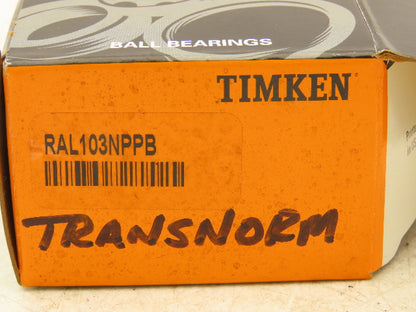 BALL BEARINGS
TIMKEN
RAL103NPPB
TRANSNORM